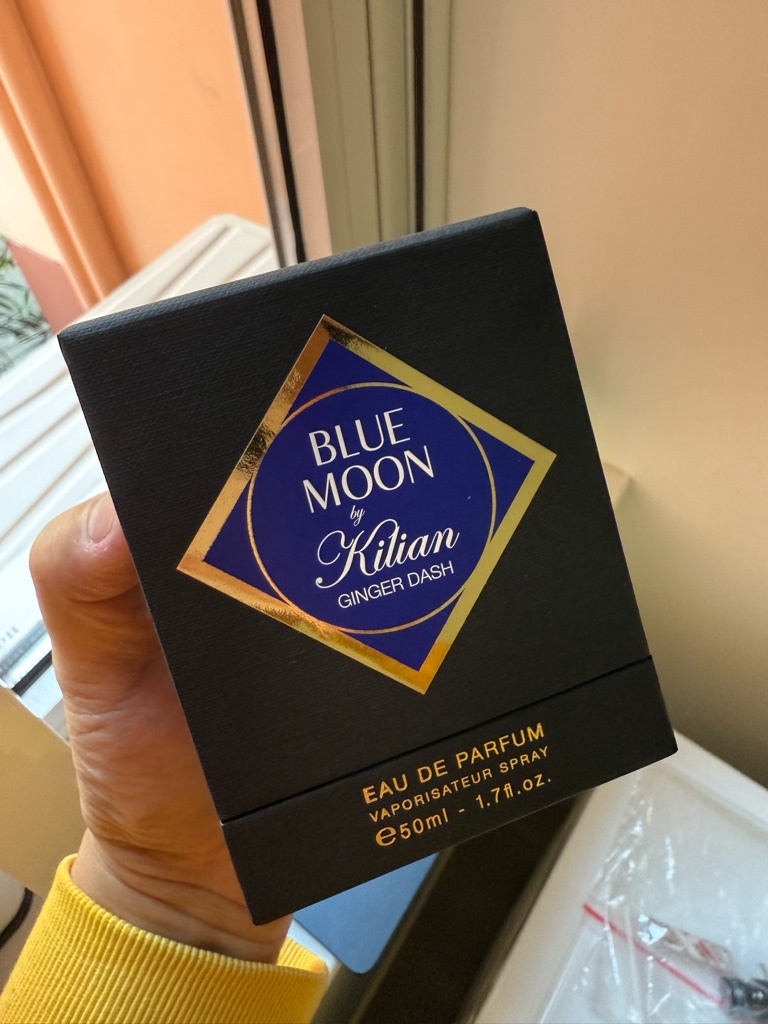 BLUE
MOON
by
Kilian
GINGER DASH
EAU DE PARFUM
VAPORISATEUR SPRAY
℮50ml - 1.7fl.oz.